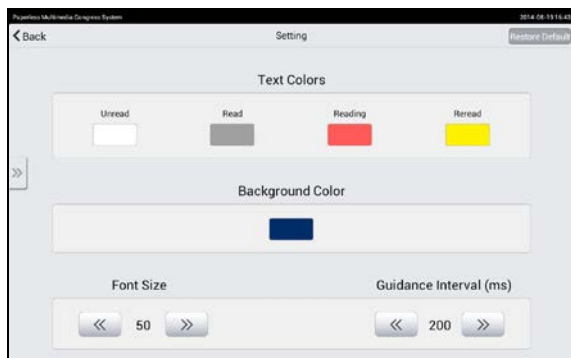 Paperless Multimedia Congress System 2014-08-19 16:43
Back Setting Restore Default
Text Colors
Unread Read Reading Reread
Background Color
Font Size Guidance Interval (ms)
50 200